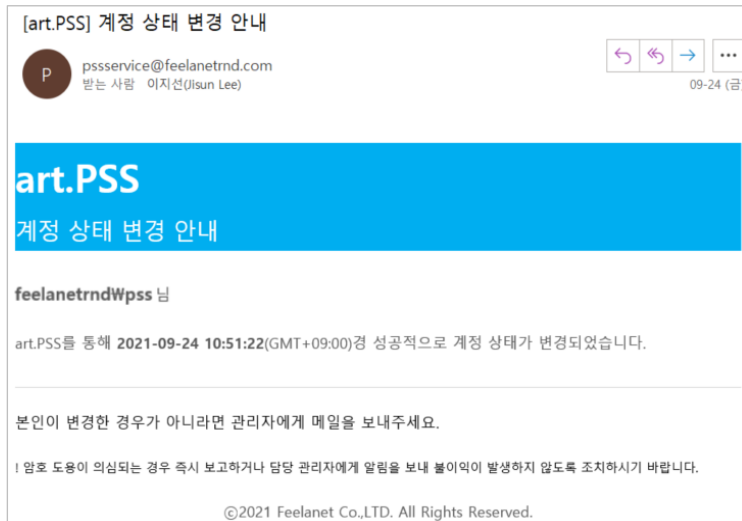 [art.PSS] 계정 상태 변경 안내
P
pssservice@feelanetrnd.com
받는 사람 이지선(Jisun Lee)
09-24 (금
art.PSS
계정 상태 변경 안내
feelanetrnd₩pss 님
art.PSS를 통해 2021-09-24 10:51:22(GMT+09:00)경 성공적으로 계정 상태가 변경되었습니다.
본인이 변경한 경우가 아니라면 관리자에게 메일을 보내주세요.
! 암호 도용이 의심되는 경우 즉시 보고하거나 담당 관리자에게 알림을 보내 불이익이 발생하지 않도록 조치하시기 바랍니다.
©2021 Feelanet Co.,LTD. All Rights Reserved.